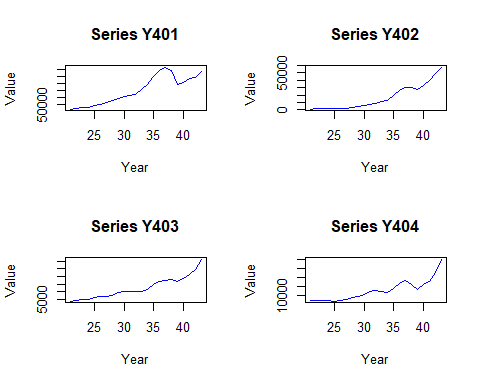 Series Y401
Value
50000
25 30 35 40
Year
Series Y402
Value
0 50000
25 30 35 40
Year
Series Y403
Value
5000
25 30 35 40
Year
Series Y404
Value
10000
25 30 35 40
Year